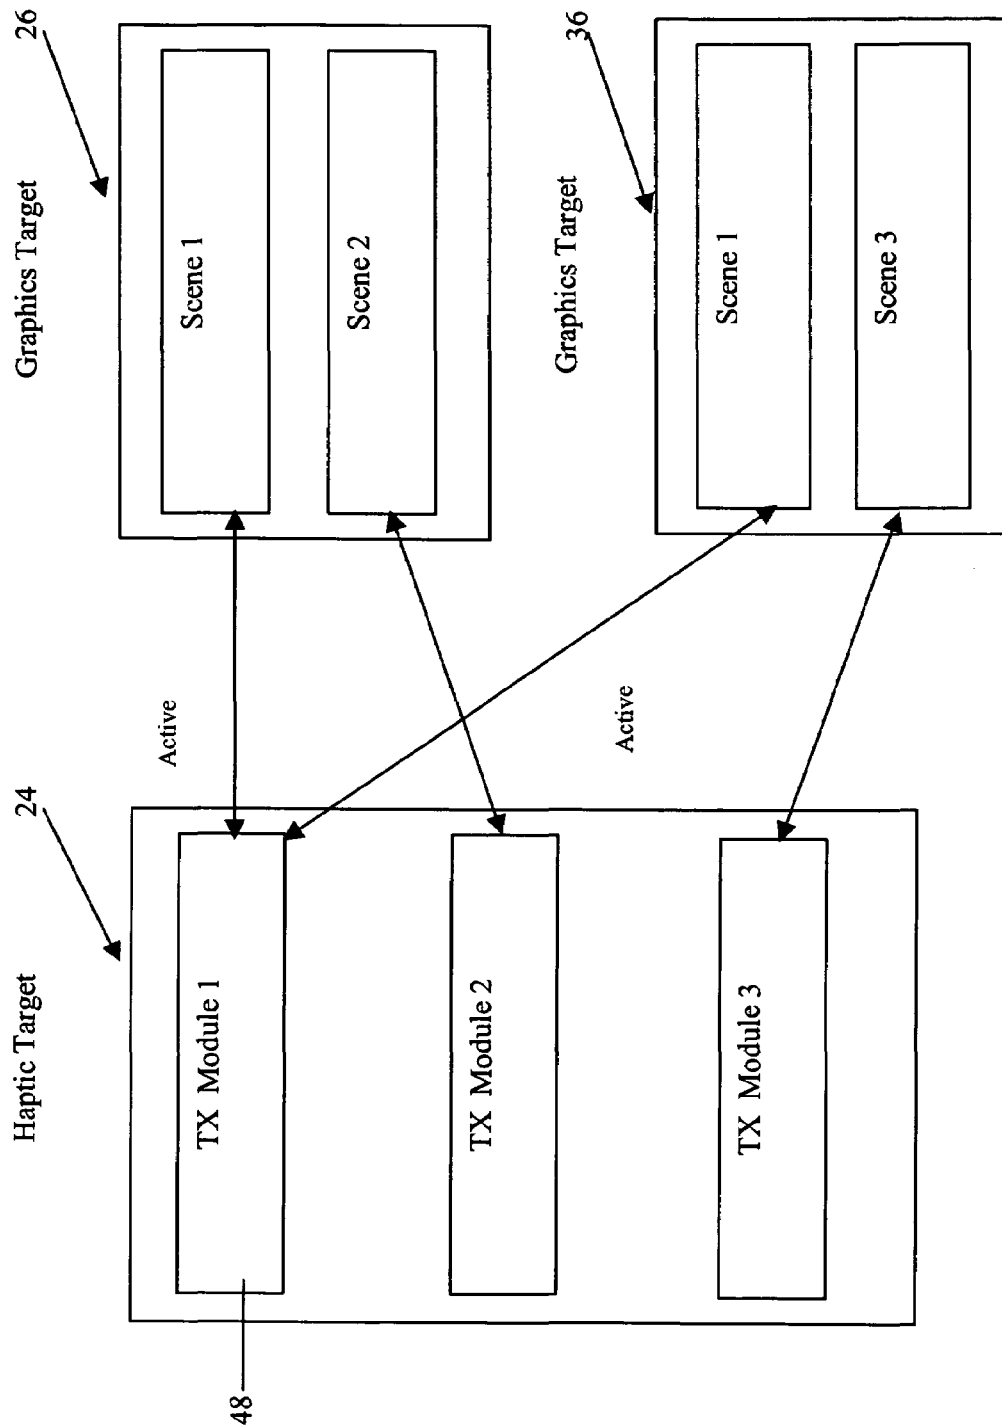 Haptic Target
24
TX Module 1
TX Module 2
TX Module 3
48
Active
Active
Graphics Target
26
Scene 1
Scene 2
Graphics Target
36
Scene 1
Scene 3